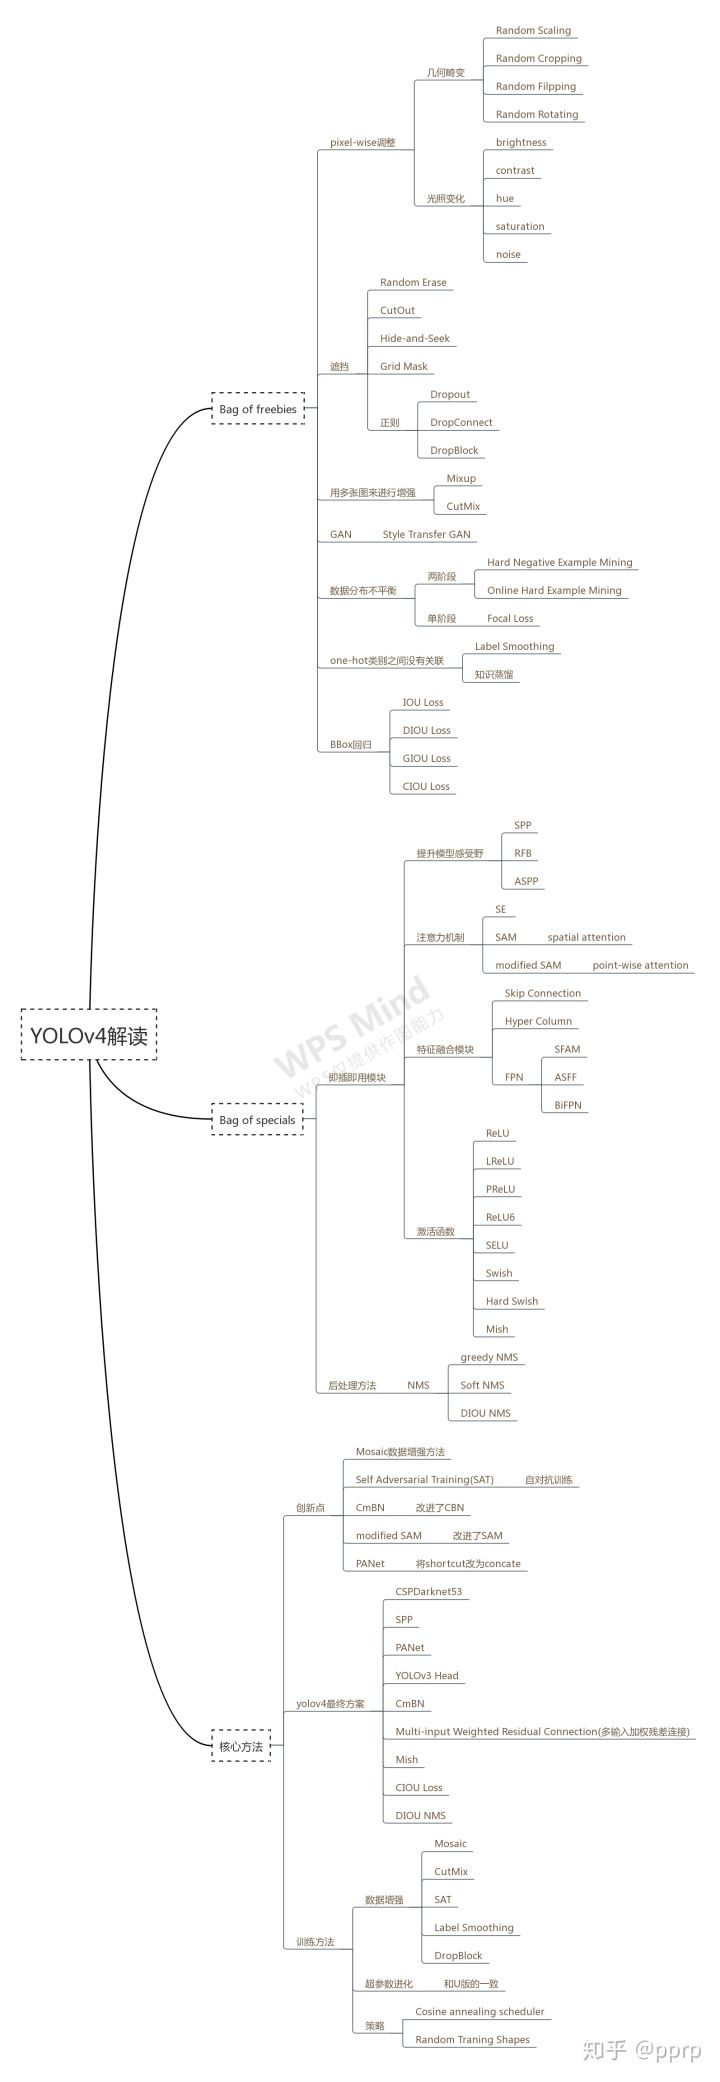 Random Scaling
几何畸变
Random Cropping
Random Filpping
Random Rotating
pixel-wise调整
brightness
contrast
光照变化
hue
saturation
noise
Random Erase
CutOut
Hide-and-Seek
遮挡
Grid Mask
正则
Dropout
DropConnect
DropBlock
Bag of freebies
用多张图来进行增强
Mixup
CutMix
GAN
Style Transfer GAN
数据分布不平衡
两阶段
Hard Negative Example Mining
Online Hard Example Mining
单阶段
Focal Loss
one-hot类别之间没有关联
Label Smoothing
知识蒸馏
BBox回归
IOU Loss
DIOU Loss
GIOU Loss
CIOU Loss
YOLOv4解读
Bag of specials
即插即用模块
提升模型感受野
SPP
RFB
ASPP
注意力机制
SE
SAM
spatial attention
modified SAM
point-wise attention
特征融合模块
Skip Connection
Hyper Column
FPN
SFAM
ASFF
BiFPN
激活函数
ReLU
LReLU
PReLU
ReLU6
SELU
Swish
Hard Swish
Mish
后处理方法
NMS
greedy NMS
Soft NMS
DIOU NMS
WPS Mind
WPS仅提供作图能力
核心方法
创新点
Mosaic数据增强方法
Self Adversarial Training(SAT)
自对抗训练
CmBN
改进了CBN
modified SAM
改进了SAM
PANet
将shortcut改为concate
yolov4最终方案
CSPDarknet53
SPP
PANet
YOLOv3 Head
CmBN
Multi-input Weighted Residual Connection(多输入加权残差连接)
Mish
CIOU Loss
DIOU NMS
训练方法
数据增强
Mosaic
CutMix
SAT
Label Smoothing
DropBlock
超参数进化
和U版的一致
策略
Cosine annealing scheduler
Random Traning Shapes
知乎 @pprp